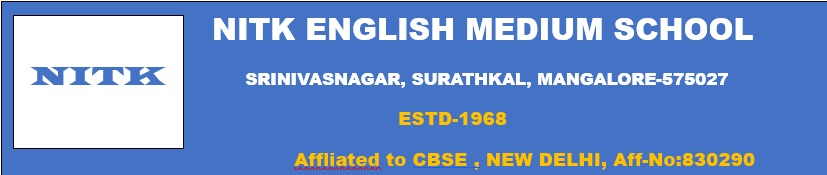 NITK ENGLISH MEDIUM SCHOOL
NITK
SRINIVASNAGAR, SURATHKAL, MANGALORE-575027
ESTD-1968
Affliated to CBSE , NEW DELHI, Aff-No:830290